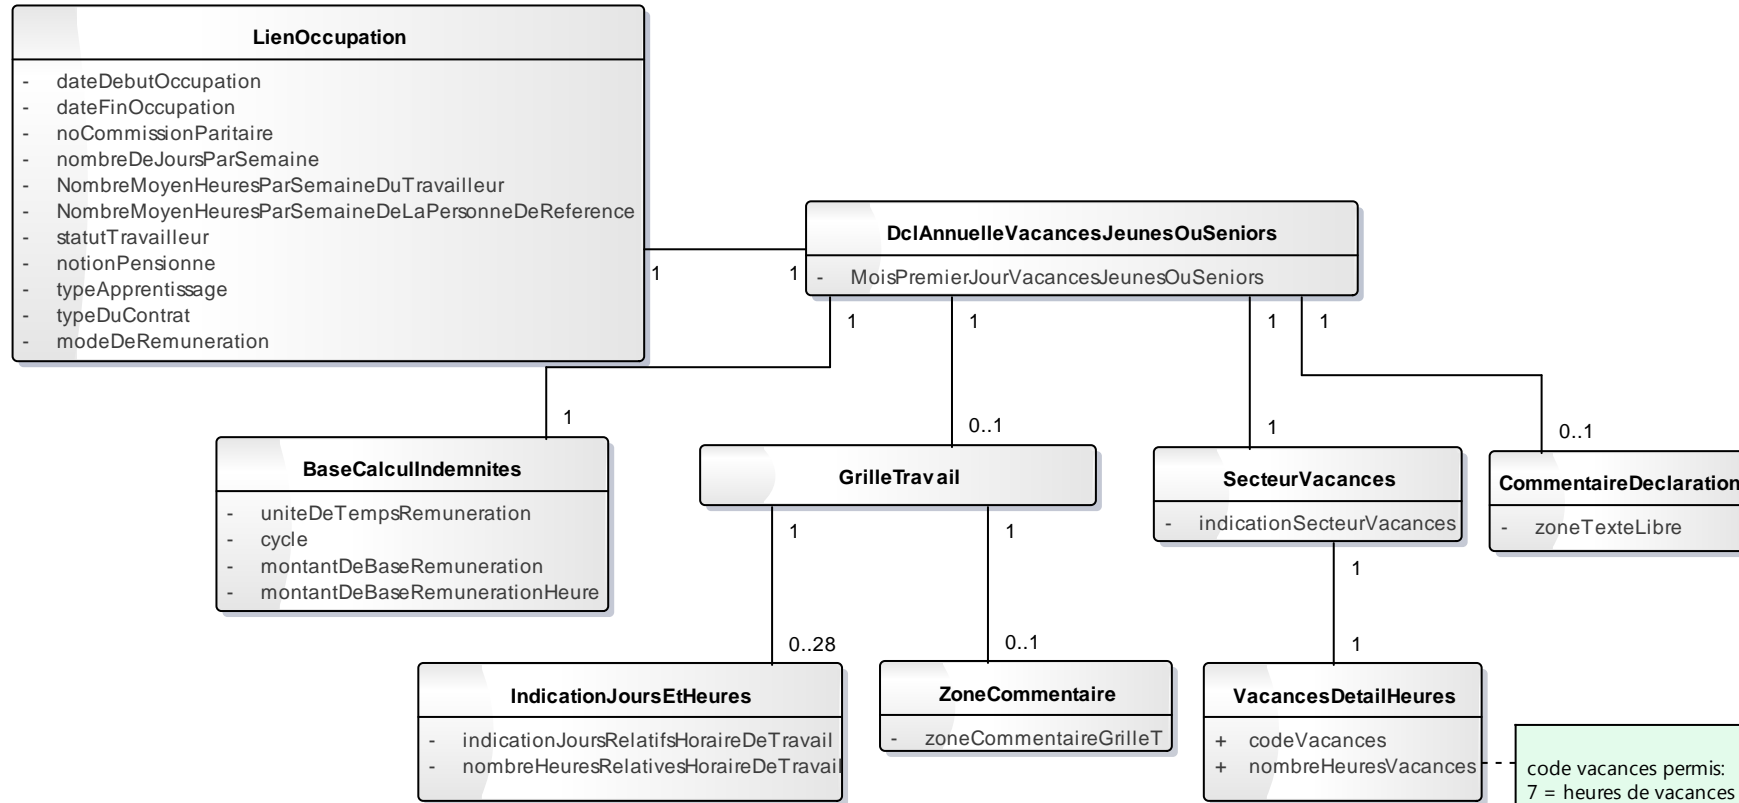 LienOccupation
- dateDebutOccupation
- dateFinOccupation
- noCommissionParitaire
- nombreDeJoursParSemaine
- NombreMoyenHeuresParSemaineDuTravailleur
- NombreMoyenHeuresParSemaineDeLaPersonneDeReference
- statutTravailleur
- notionPensionne
- typeApprentissage
- typeDuContrat
- modeDeRemuneration
DclAnnuelleVacancesJeunesOuSeniors
- MoisPremierJourVacancesJeunesOuSeniors
1
1
1
1
1
1
1
0..1
1
0..1
BaseCalculIndemnites
- uniteDeTempsRemuneration
- cycle
- montantDeBaseRemuneration
- montantDeBaseRemunerationHeure
GrilleTravail
SecteurVacances
- indicationSecteurVacances
CommentaireDeclaration
- zoneTexteLibre
1
1
1
0..28
0..1
1
IndicationJoursEtHeures
- indicationJoursRelatifsHoraireDeTravail
- nombreHeuresRelativesHoraireDeTravail
ZoneCommentaire
- zoneCommentaireGrilleT
VacancesDetailHeures
+ codeVacances
+ nombreHeuresVacances
code vacances permis:
7 = heures de vacances